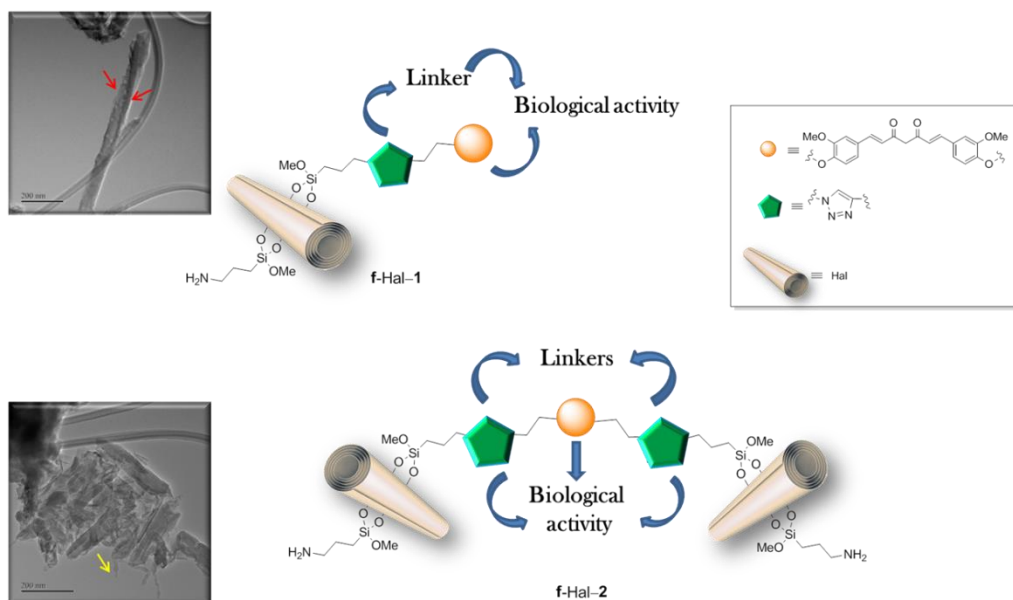 200 nm
Linker
Biological activity
MeO
Si
O
O
O
O
Si
OMe
H2N
f-Hal–1
MeO
O
O
O
OMe
O
N
N=N
Hal
200 nm
Linkers
MeO
Si
O
O
O
O
Si
OMe
H2N
Biological
activity
OMe
Si
O
O
O
O
Si
MeO
NH2
f-Hal–2